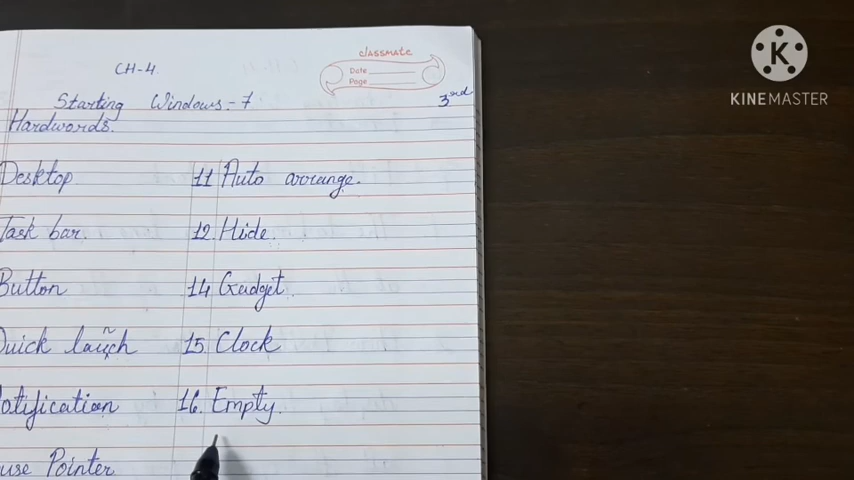 CH-4
classmate
Date
Page
Starting Windows-7
3rd
Hardwords.
Desktop
Task bar.
Button
Quick lauch
n
Notification
Pointer
11 Auto arrange.
12. Hide.
14. Gadget.
15. Clock
16. Empty.
K
KINEMASTER